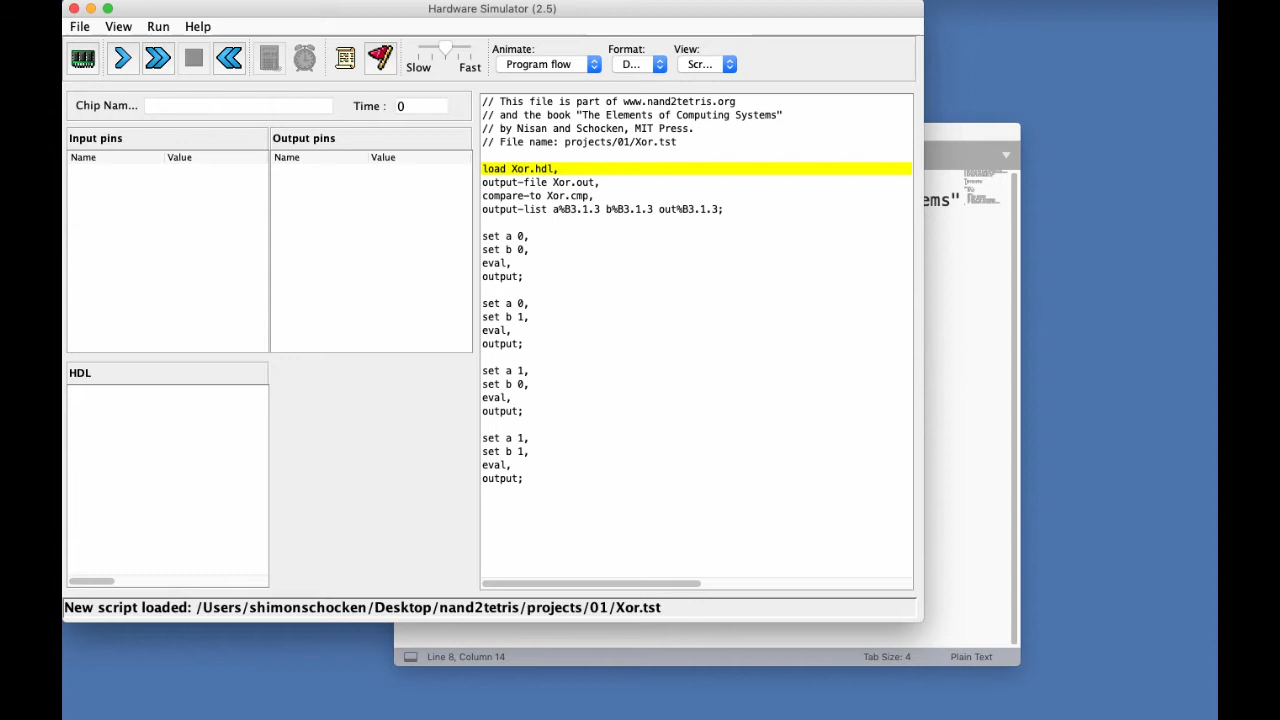 Hardware Simulator (2.5)
File View Run Help
Slow Fast
Animate: Format: View:
Program flow D... Scr...
Chip Nam... Time : 0
Input pins Output pins
Name Value Name Value
HDL
// This file is part of www.nand2tetris.org
// and the book "The Elements of Computing Systems"
// by Nisan and Schocken, MIT Press.
// File name: projects/01/Xor.tst
load Xor.hdl,
output-file Xor.out,
compare-to Xor.cmp,
output-list a%B3.1.3 b%B3.1.3 out%B3.1.3;
set a 0,
set b 0,
eval,
output;
set a 0,
set b 1,
eval,
output;
set a 1,
set b 0,
eval,
output;
set a 1,
set b 1,
eval,
output;
New script loaded: /Users/shimonschocken/Desktop/nand2tetris/projects/01/Xor.tst
ems"
Line 8, Column 14 Tab Size: 4 Plain Text